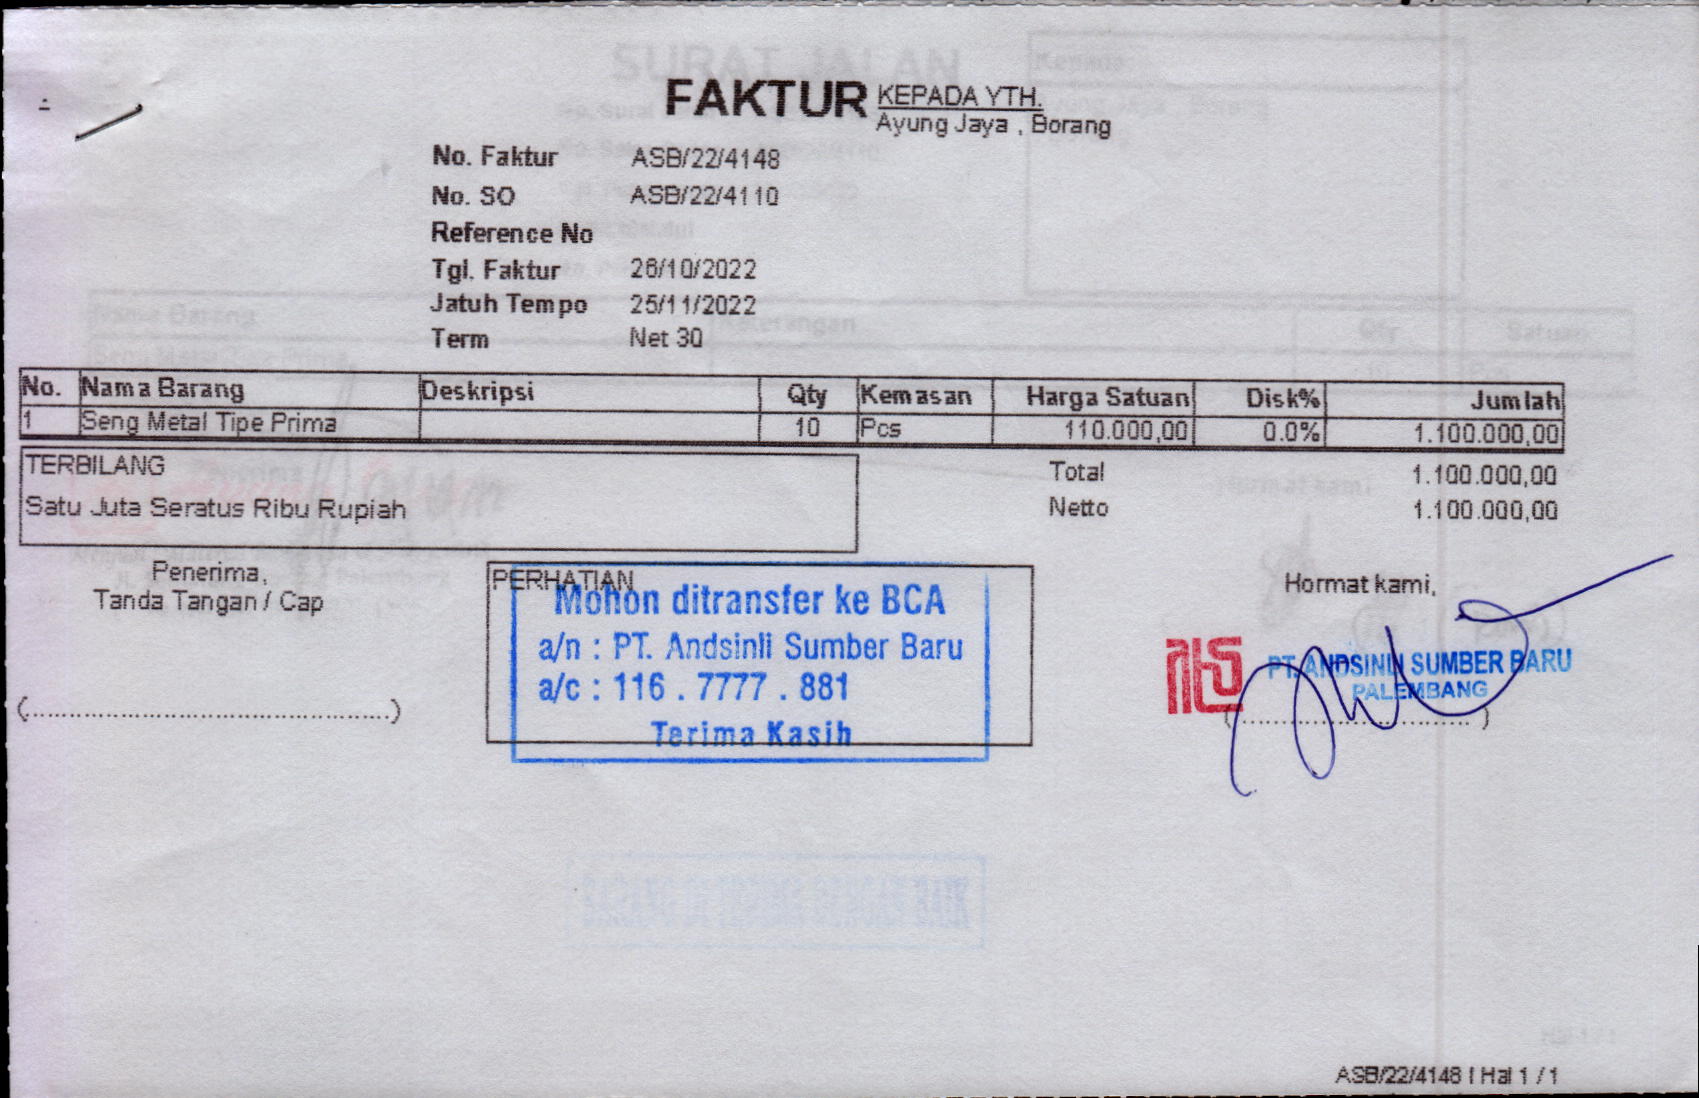 FAKTUR
KEPADA YTH.
Ayung Jaya , Borang
No. Faktur ASB/22/4148
No. SO ASB/22/4110
Reference No
Tgl. Faktur 26/10/2022
Jatuh Tempo 25/11/2022
Term Net 30
No. Nama Barang Deskripsi Qty Kemasan Harga Satuan Disk% Jumlah
1 Seng Metal Tipe Prima 10 Pcs 110.000,00 0.0% 1.100.000,00
TERBILANG
Satu Juta Seratus Ribu Rupiah
Total 1.100.000,00
Netto 1.100.000,00
Penerima,
Tanda Tangan / Cap
(............................................................)
PERHATIAN
Mohon ditransfer ke BCA
a/n : PT. Andsinli Sumber Baru
a/c : 116 . 7777 . 881
Terima Kasih
Hormat kami,
PT. ANDSINLI SUMBER BARU
PALEMBANG
(..........................................)
ASB/22/4148 | Hal 1 / 1